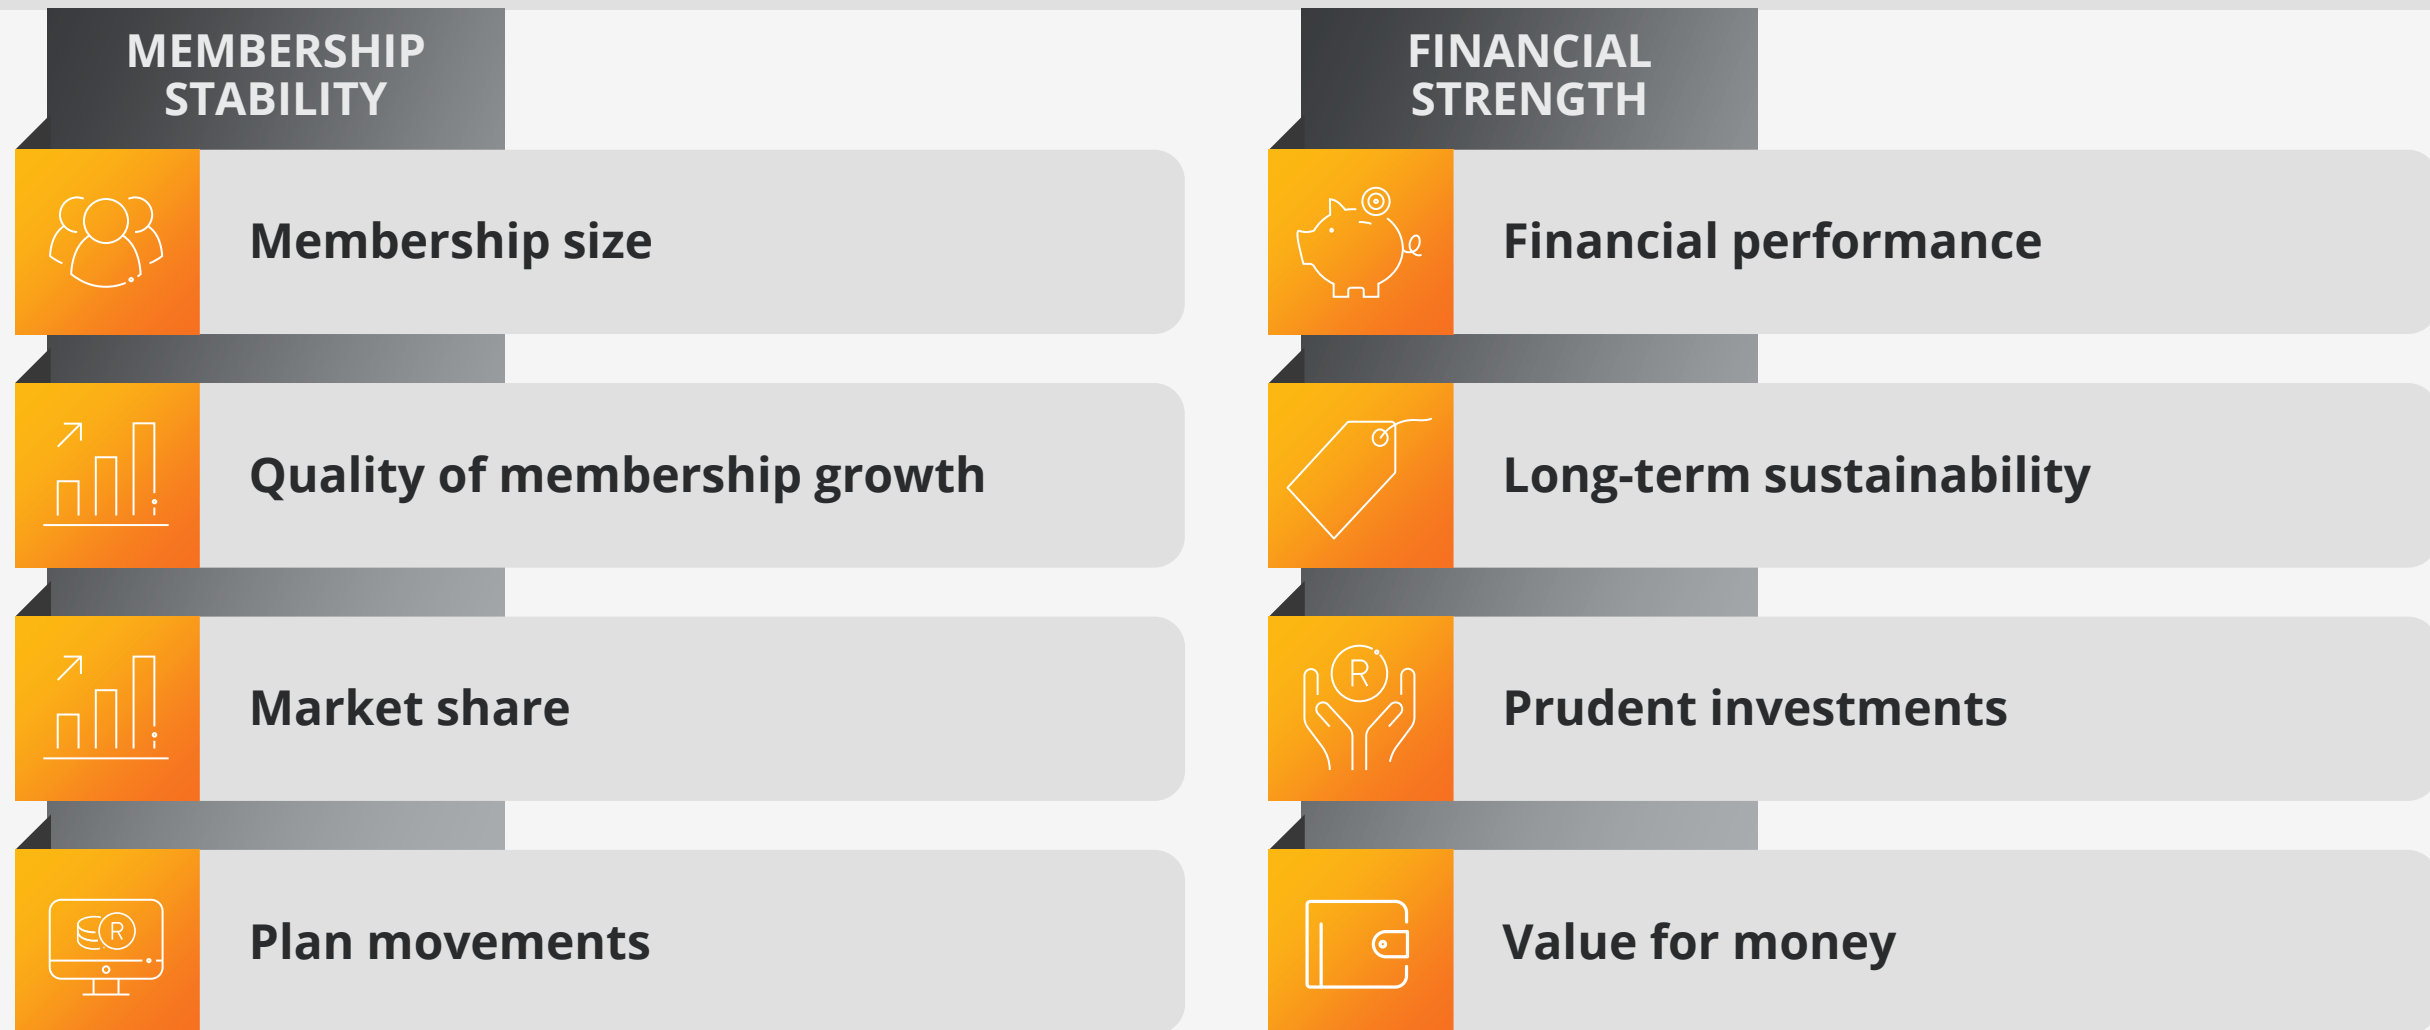 MEMBERSHIP
STABILITY
Membership size
Quality of membership growth
Market share
R
Plan movements
FINANCIAL
STRENGTH
Financial performance
Long-term sustainability
R
Prudent investments
Value for money